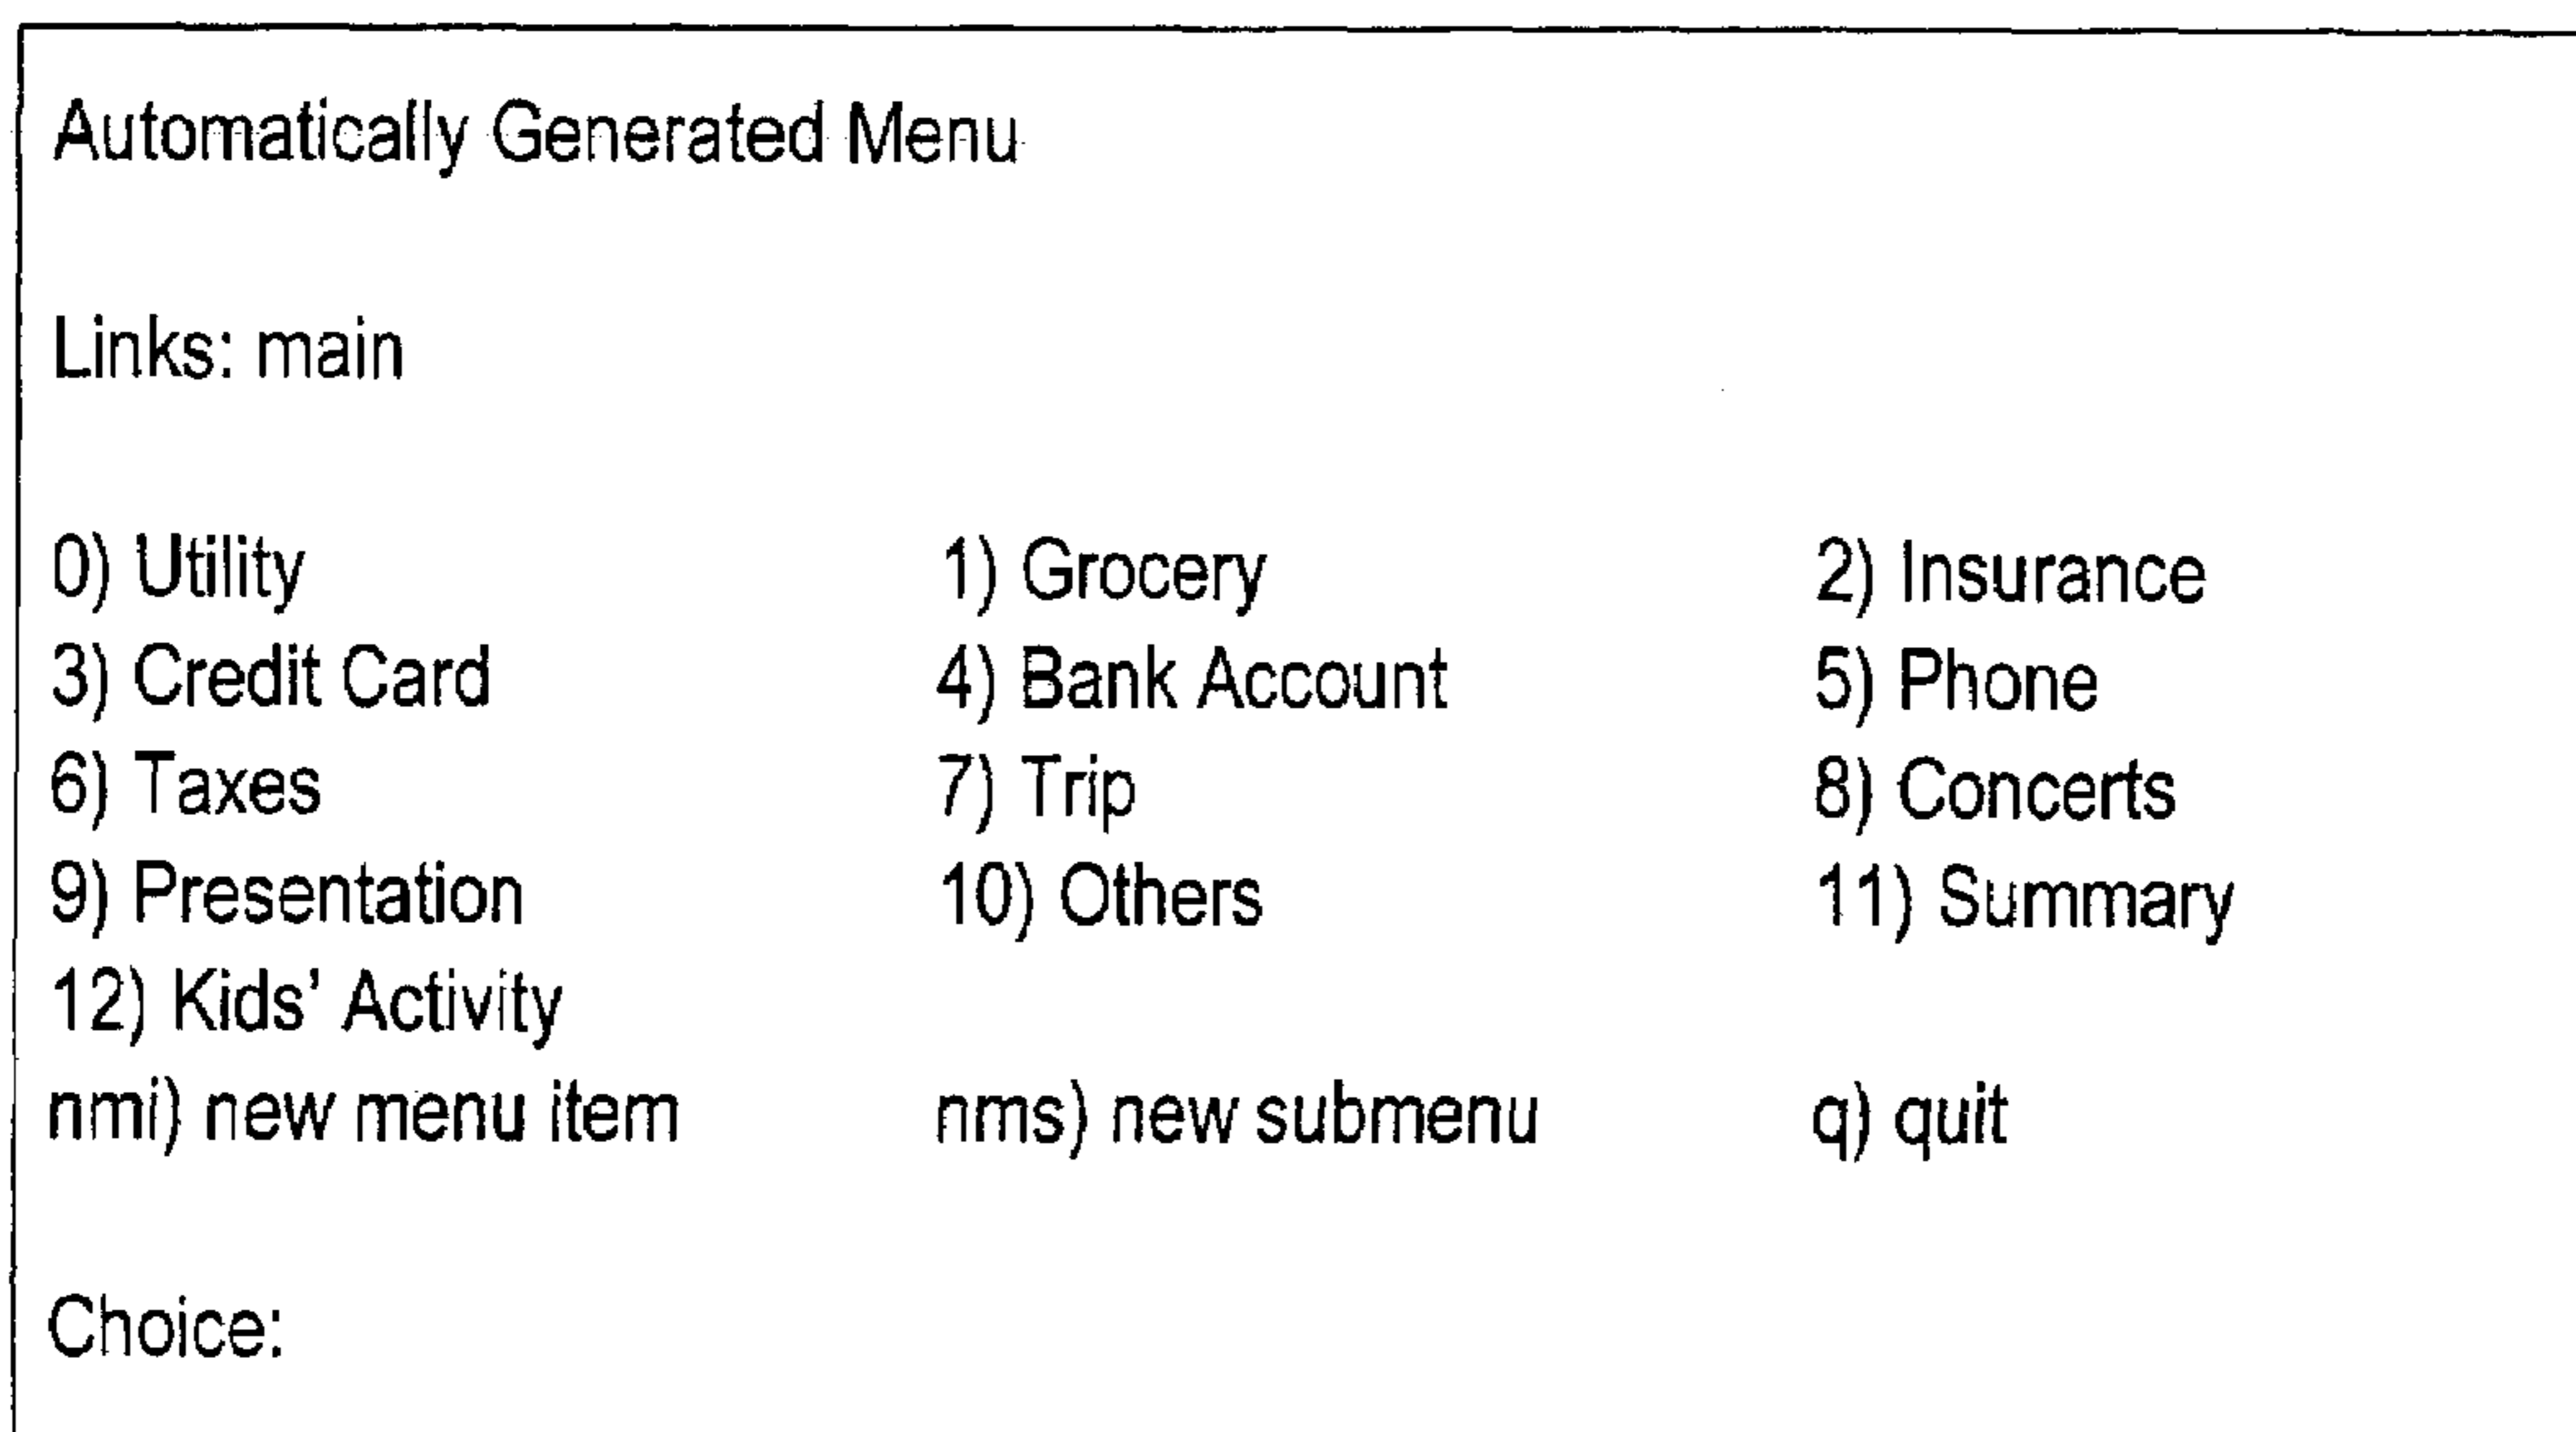 Automatically Generated Menu
Links: main
0) Utility 1) Grocery 2) Insurance
3) Credit Card 4) Bank Account 5) Phone
6) Taxes 7) Trip 8) Concerts
9) Presentation 10) Others 11) Summary
12) Kids’ Activity
nmi) new menu item nms) new submenu q) quit
Choice: